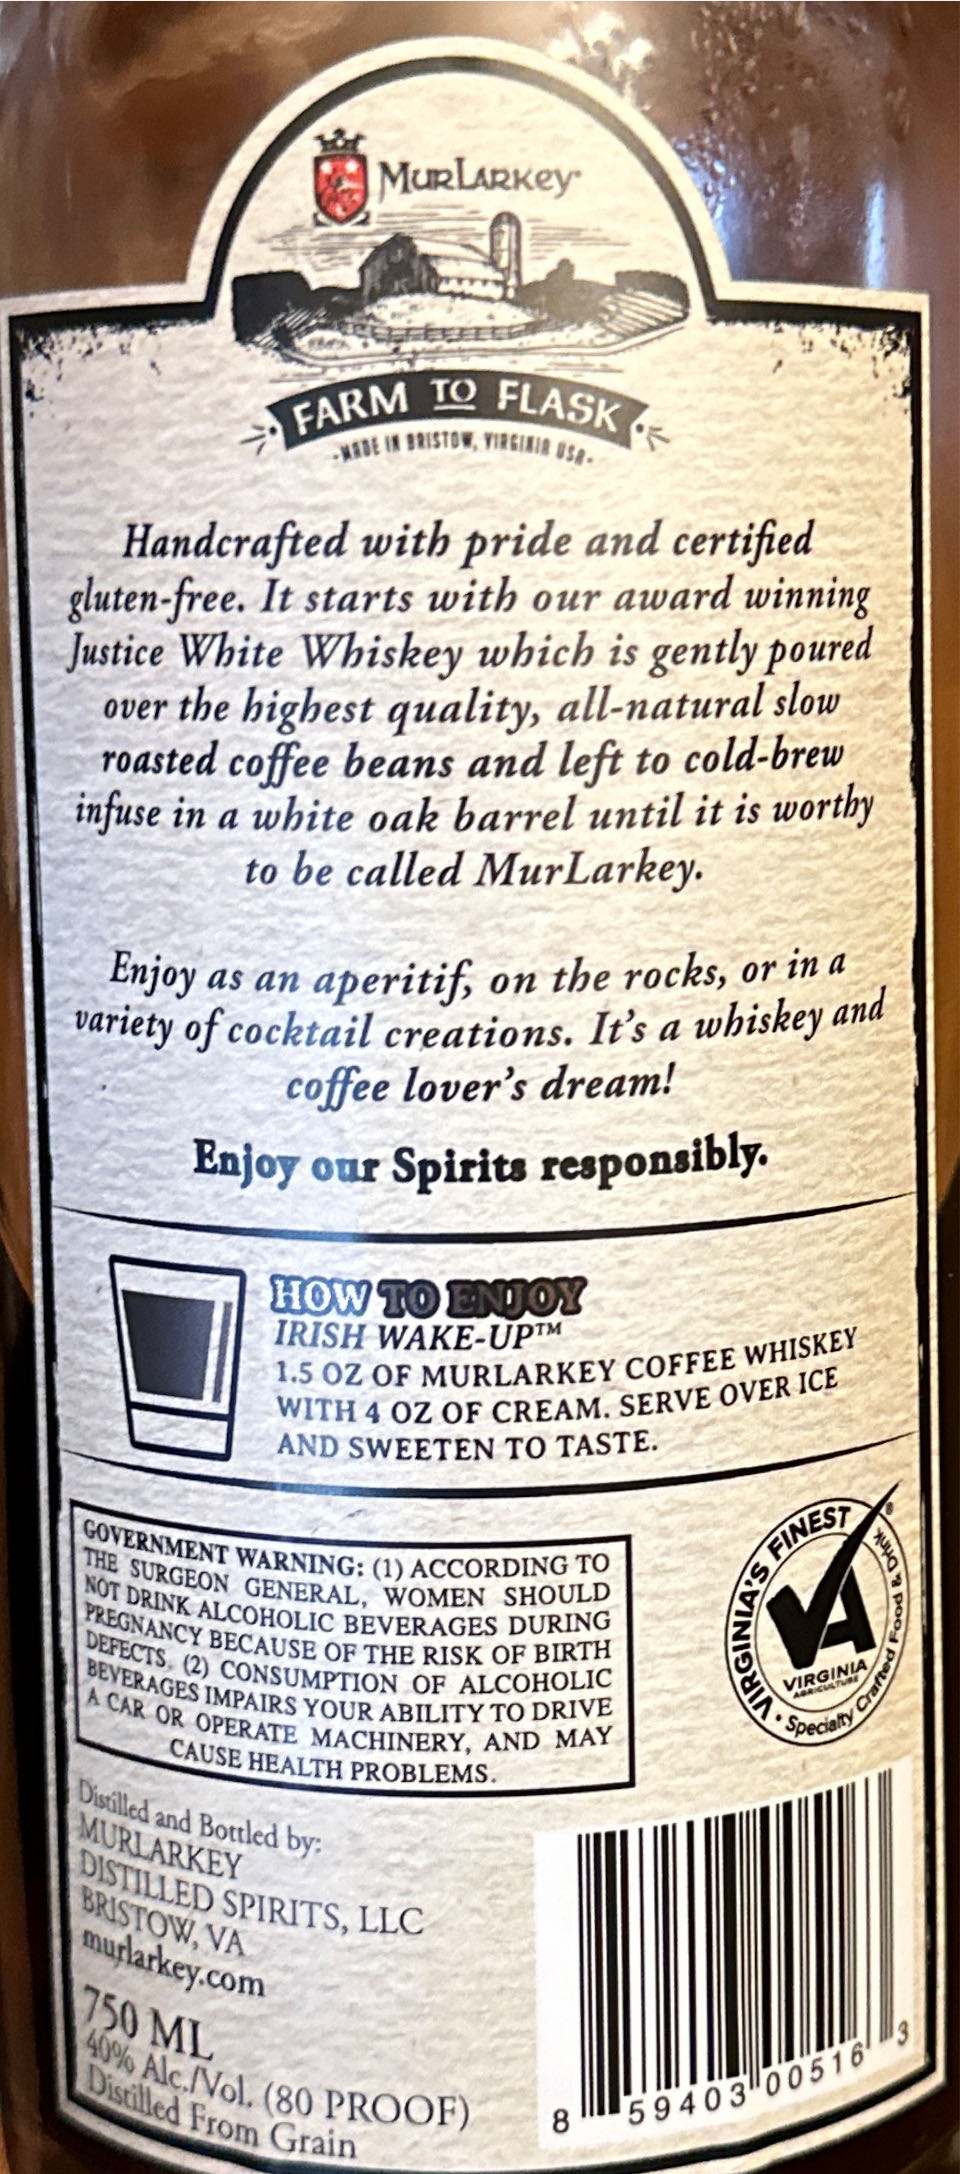 MURLARKEY
FARM TO FLASK
-MADE IN BRISTOW, VIRGINIA USA-
Handcrafted with pride and certified
gluten-free. It starts with our award winning
Justice White Whiskey which is gently poured
over the highest quality, all-natural slow
roasted coffee beans and left to cold-brew
infuse in a white oak barrel until it is worthy
to be called MurLarkey.
Enjoy as an aperitif, on the rocks, or in a
variety of cocktail creations. It's a whiskey and
coffee lover's dream!
Enjoy our Spirits responsibly.
HOW TO ENJOY
IRISH WAKE-UP™
1.5 OZ OF MURLARKEY COFFEE WHISKEY
WITH 4 OZ OF CREAM. SERVE OVER ICE
AND SWEETEN TO TASTE.
GOVERNMENT WARNING: (1) ACCORDING TO
THE SURGEON GENERAL, WOMEN SHOULD
NOT DRINK ALCOHOLIC BEVERAGES DURING
PREGNANCY BECAUSE OF THE RISK OF BIRTH
DEFECTS. (2) CONSUMPTION OF ALCOHOLIC
BEVERAGES IMPAIRS YOUR ABILITY TO DRIVE
A CAR OR OPERATE MACHINERY, AND MAY
CAUSE HEALTH PROBLEMS.
VIRGINIA'S FINEST®
VA
VIRGINIA
AGRICULTURE
Specialty Crafted Food & Drink
Distilled and Bottled by:
MURLARKEY
DISTILLED SPIRITS, LLC
BRISTOW, VA
murlarkey.com
750 ML
40% Alc./Vol. (80 PROOF)
Distilled From Grain
8 59403 00516 3